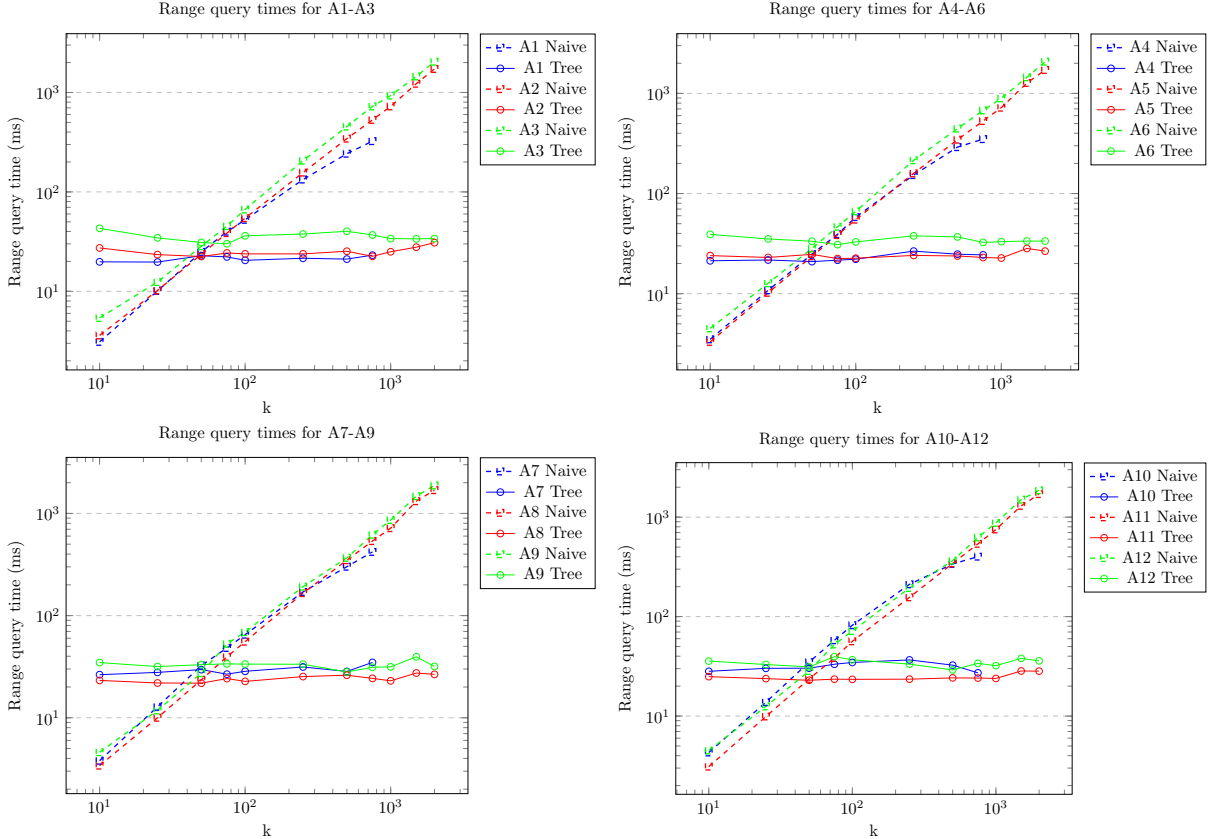 Range query times for A1-A3
10^3
10^2
10^1
Range query time (ms)
10^1
10^2
10^3
k
A1 Naive
A1 Tree
A2 Naive
A2 Tree
A3 Naive
A3 Tree
Range query times for A4-A6
10^3
10^2
10^1
Range query time (ms)
10^1
10^2
10^3
k
A4 Naive
A4 Tree
A5 Naive
A5 Tree
A6 Naive
A6 Tree
Range query times for A7-A9
10^3
10^2
10^1
Range query time (ms)
10^1
10^2
10^3
k
A7 Naive
A7 Tree
A8 Naive
A8 Tree
A9 Naive
A9 Tree
Range query times for A10-A12
10^3
10^2
10^1
Range query time (ms)
10^1
10^2
10^3
k
A10 Naive
A10 Tree
A11 Naive
A11 Tree
A12 Naive
A12 Tree